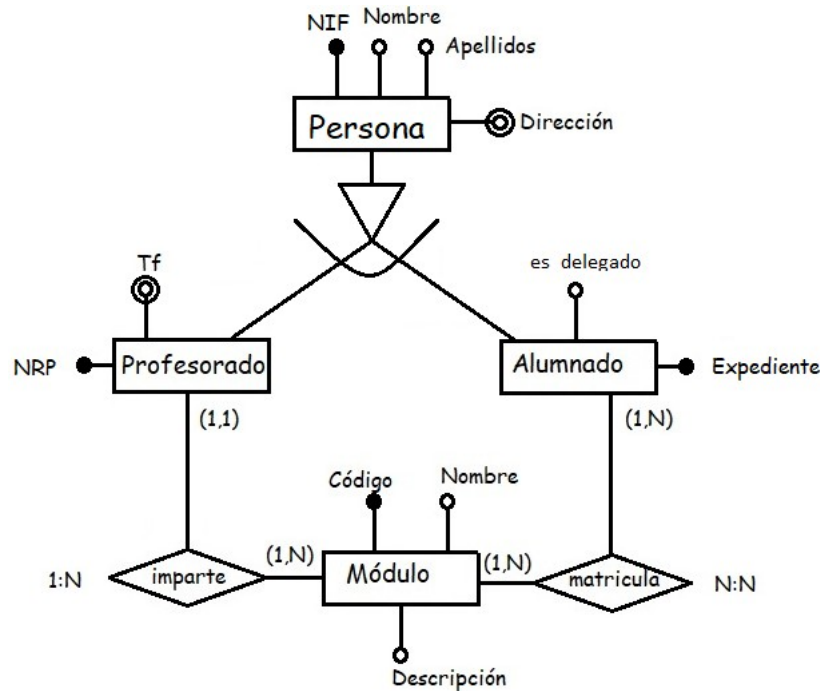 NIF
Nombre
Apellidos
Persona
Dirección
Tf
es delegado
NRP
Profesorado
Alumnado
Expediente
(1,1)
(1,N)
Código
Nombre
1:N
imparte
(1,N)
Módulo
(1,N)
matricula
N:N
Descripción